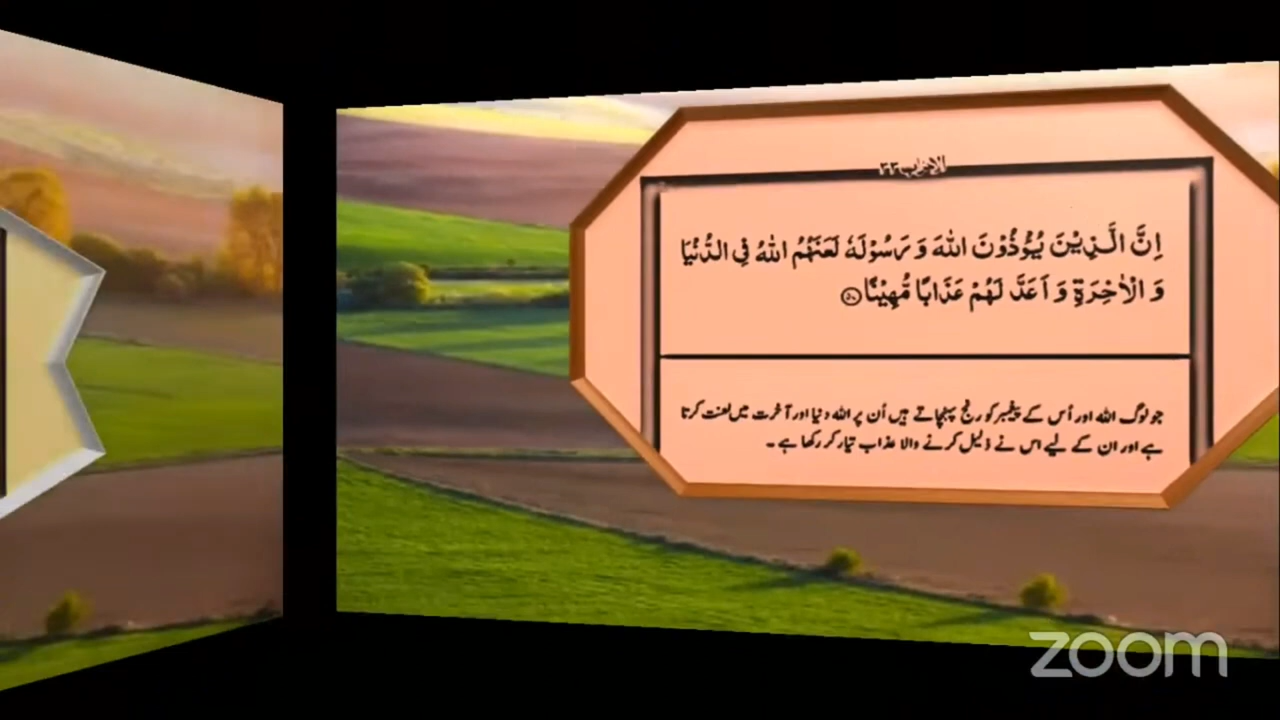 الاحزاب ۳۳
اِنَّ الَّذِيْنَ يُؤْذُوْنَ اللّٰهَ وَ رَسُوْلَهٗ لَعَنَهُمُ اللّٰهُ فِي الدُّنْيَا
وَ الْاٰخِرَةِ وَ اَعَدَّ لَهُمْ عَذَابًا مُّهِيْنًا
جو لوگ الله اور اُس کے پیغمبر کو رنج پہنچاتے ہیں اُن پر الله دنیا اور آخرت میں لعنت کرتا
ہے اور ان کے لیے اس نے ذلیل کرنے والا عذاب تیار کر رکھا ہے ۔
zoom